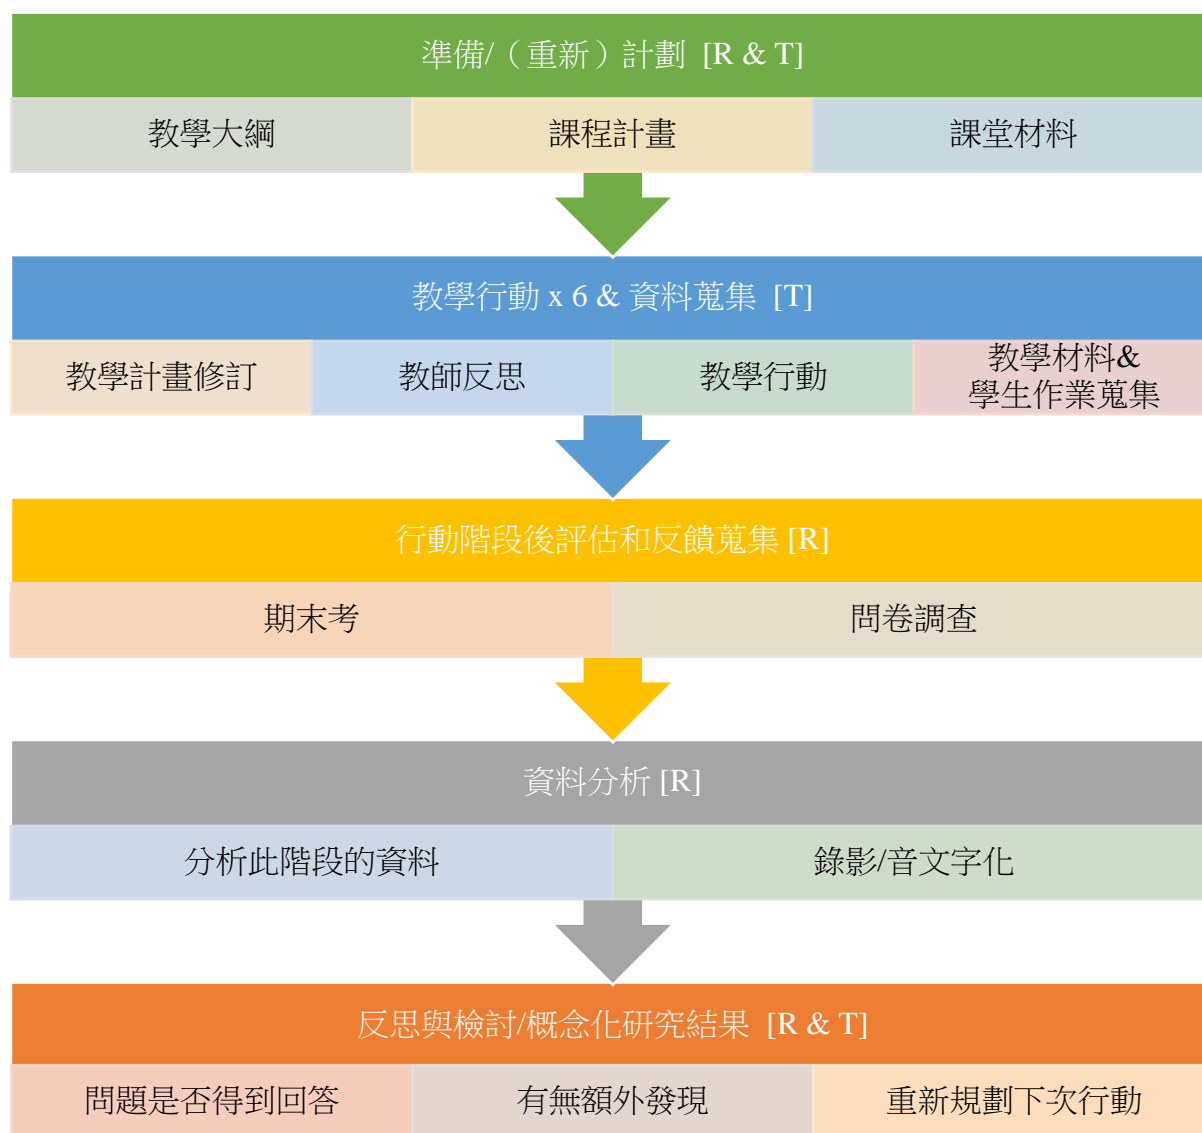 準備/（重新）計劃 [R & T]
教學大綱
課程計畫
課堂材料
教學行動 x 6 & 資料蒐集 [T]
教學計畫修訂
教師反思
教學行動
教學材料&
學生作業蒐集
行動階段後評估和反饋蒐集 [R]
期末考
問卷調查
資料分析 [R]
分析此階段的資料
錄影/音文字化
反思與檢討/概念化研究結果 [R & T]
問題是否得到回答
有無額外發現
重新規劃下次行動